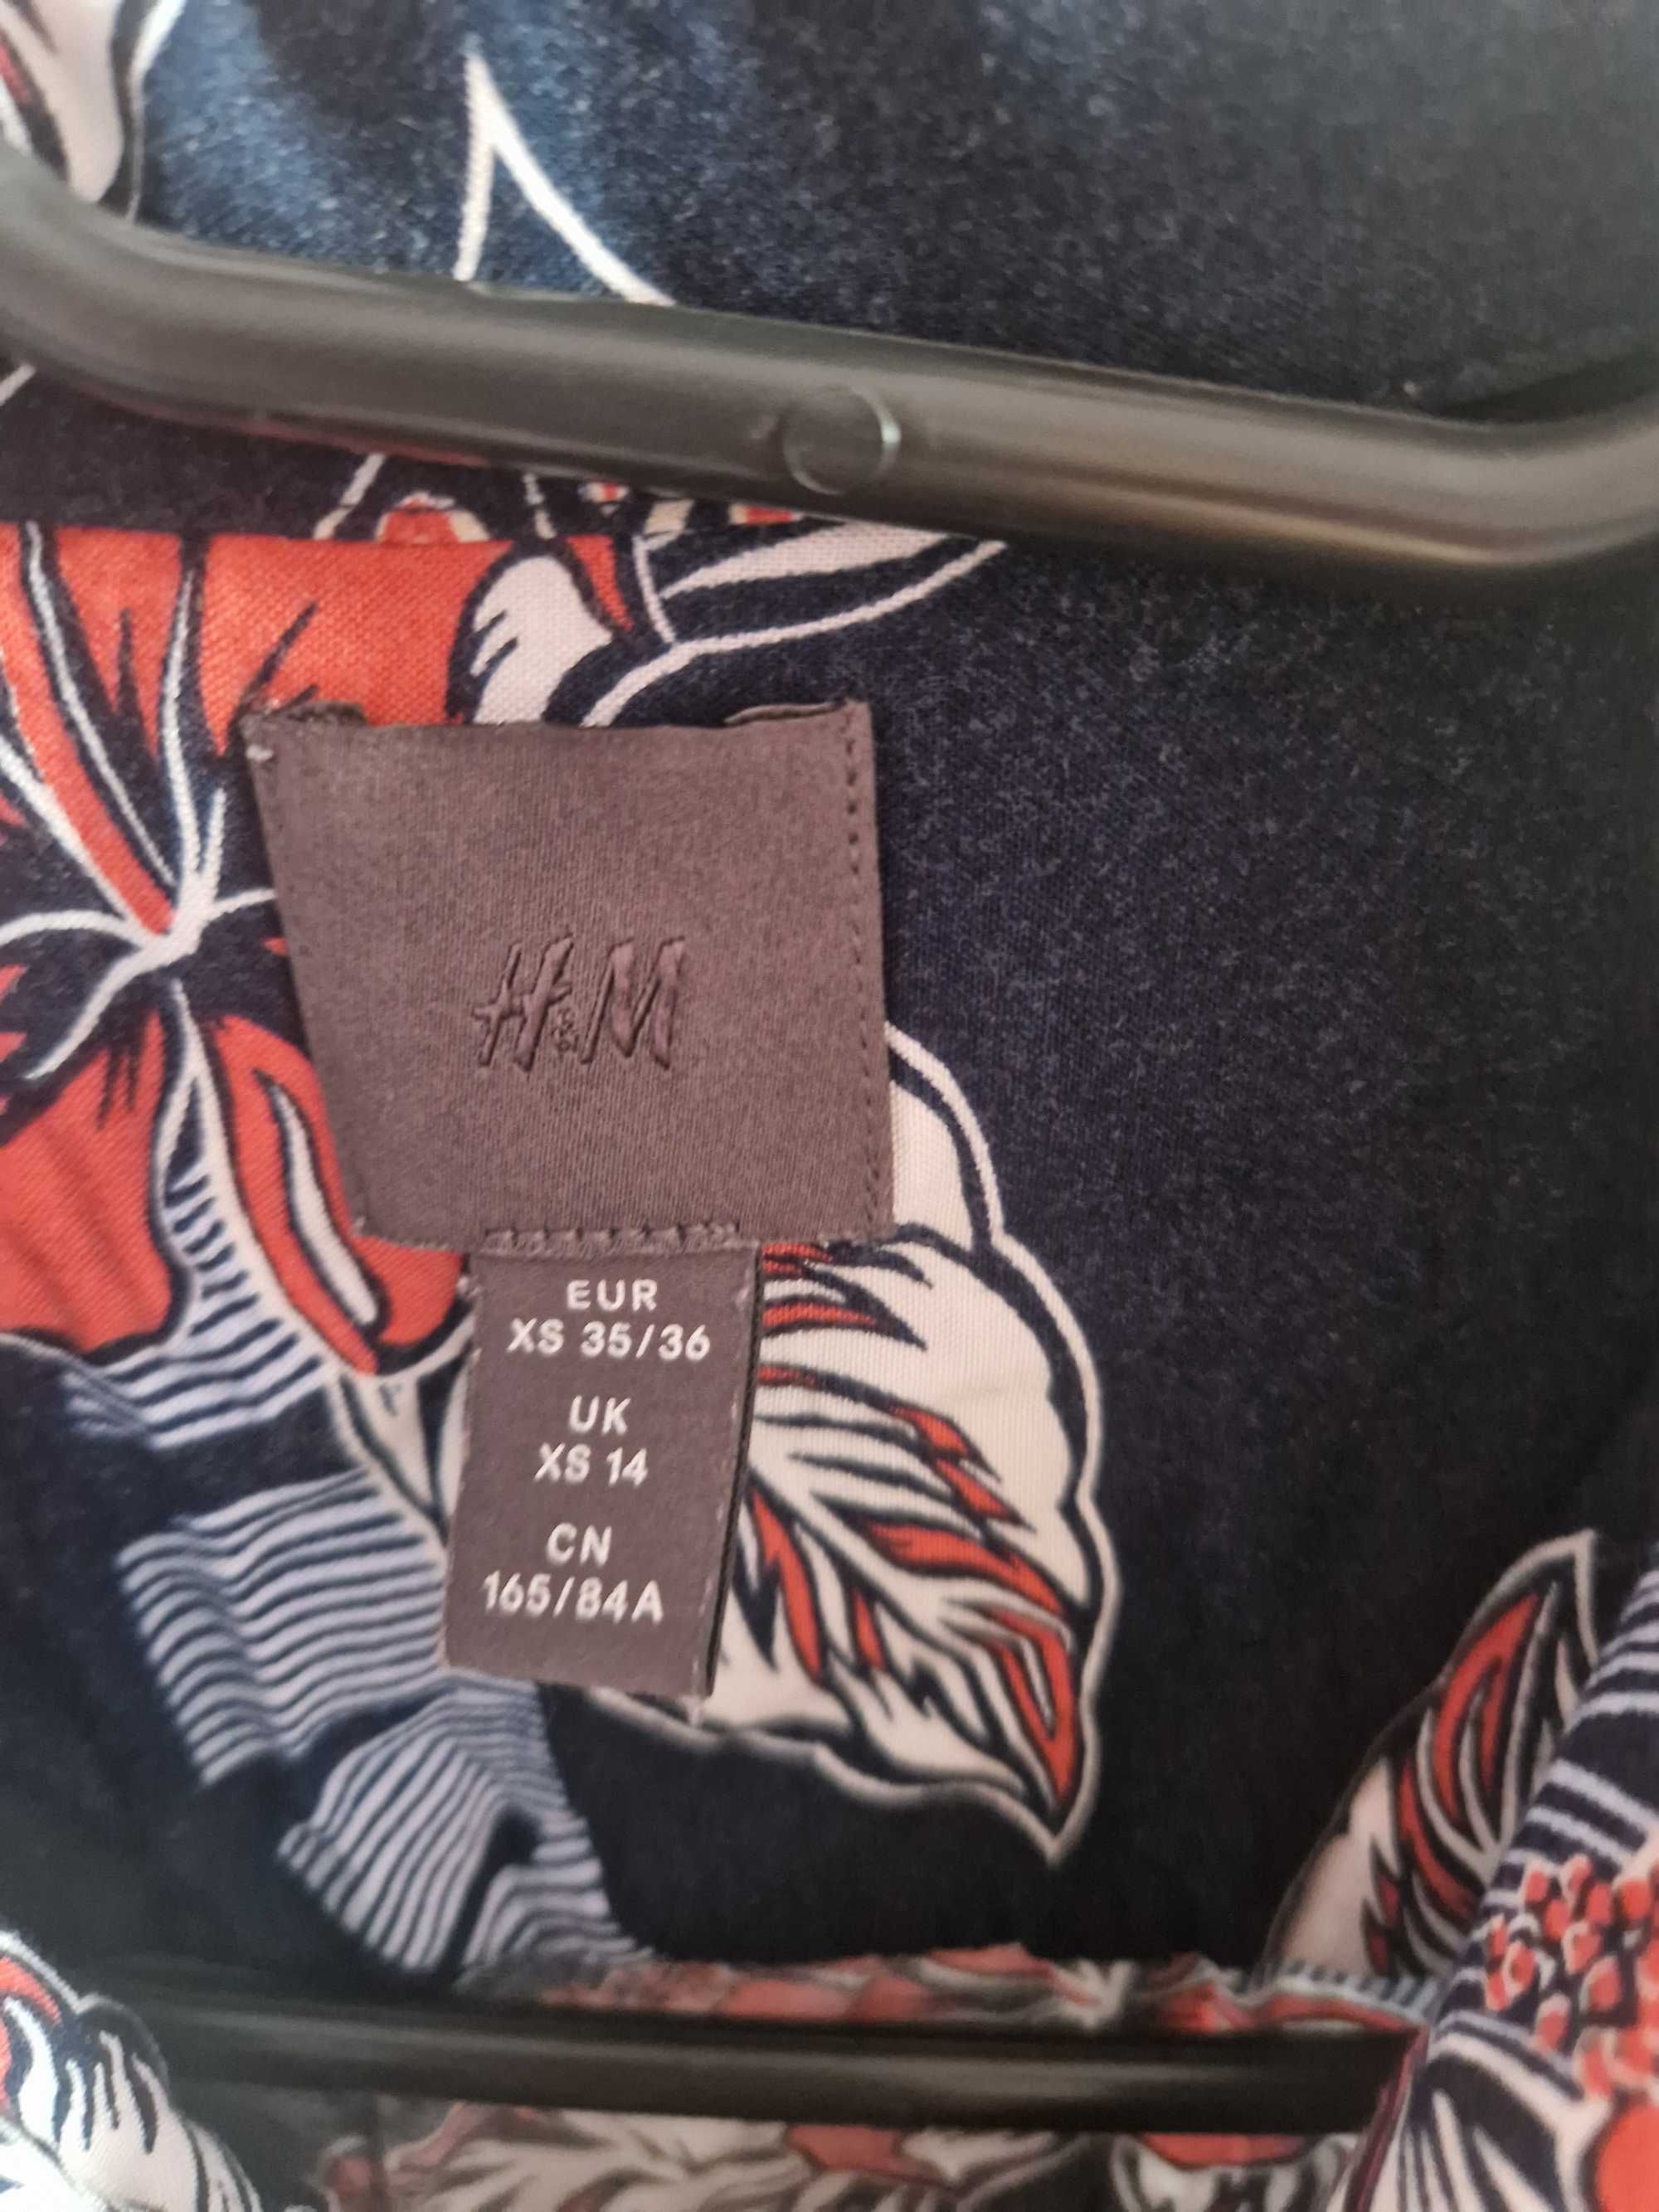 H&M
EUR
XS 35/36
UK
XS 14
CN
165/84A